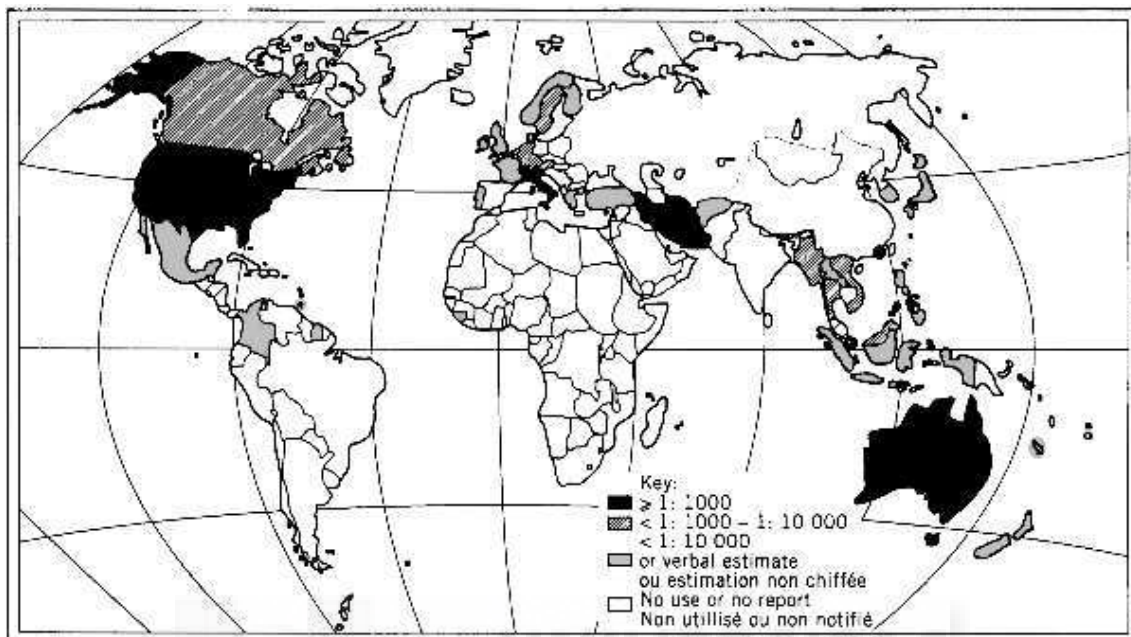 Key:
⩾ 1: 1000
< 1: 1000 – 1: 10 000
< 1: 10 000
or verbal estimate
ou estimation non chiffée
No use or no report
Non utillisé ou non notifié